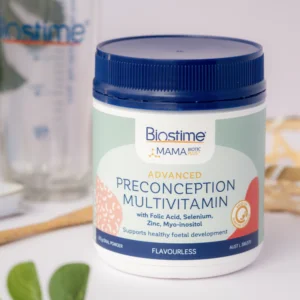 Biostime®
Biostime®
MAMA
ADVANCED
PRECONCEPTION
MULTIVITAMIN
with Folic Acid, Selenium,
Zinc, Myo-inositol
Supports healthy foetal development
FLAVOURLESS